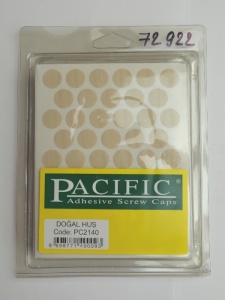 72 922
PACIFIC
Adhesive Screw Caps
DOĞAL HUS
Code: PC2140